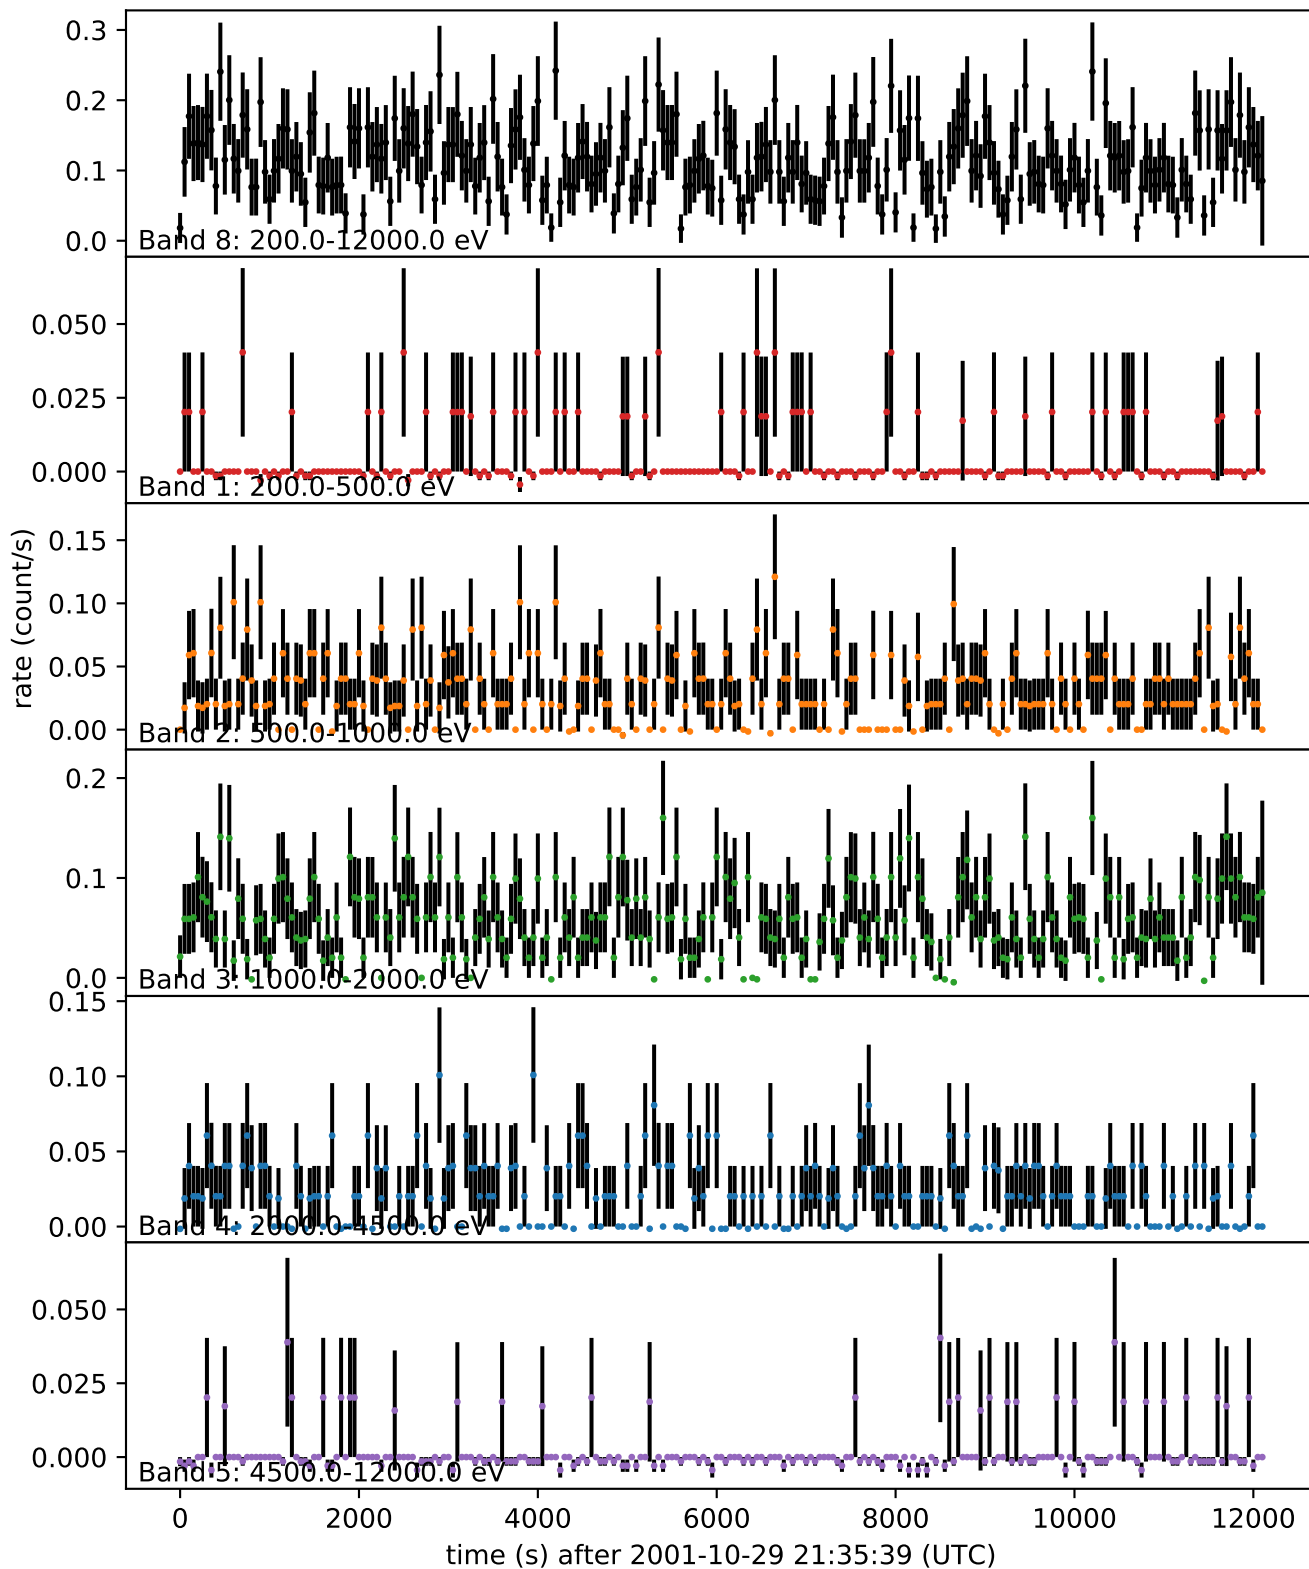 0.3
0.2
0.1
0.0
Band 8: 200.0-12000.0 eV
0.050
0.025
0.000
Band 1: 200.0-500.0 eV
rate (count/s)
0.15
0.10
0.05
0.00
Band 2: 500.0-1000.0 eV
0.2
0.1
0.0
Band 3: 1000.0-2000.0 eV
0.15
0.10
0.05
0.00
Band 4: 2000.0-4500.0 eV
0.050
0.025
0.000
Band 5: 4500.0-12000.0 eV
0 2000 4000 6000 8000 10000 12000
time (s) after 2001-10-29 21:35:39 (UTC)